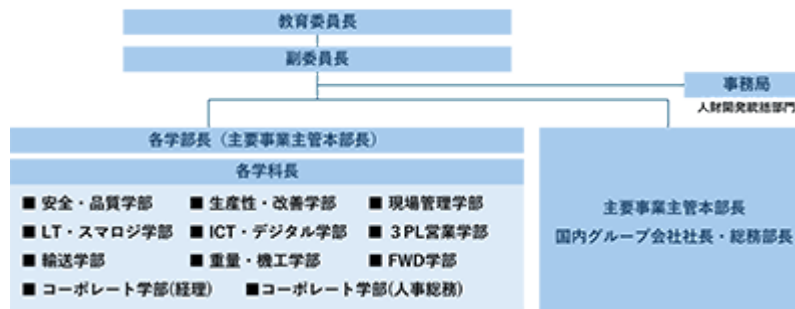 教育委員長
副委員長
事務局
人財開発統括部門
各学部長（主要事業主管本部長）
各学科長
■ 安全・品質学部 ■ 生産性・改善学部 ■ 現場管理学部
■ LT・スマロジ学部 ■ ICT・デジタル学部 ■ ３PL営業学部
■ 輸送学部 ■ 重量・機工学部 ■ FWD学部
■ コーポレート学部(経理) ■コーポレート学部(人事総務)
主要事業主管本部長
国内グループ会社社長・総務部長